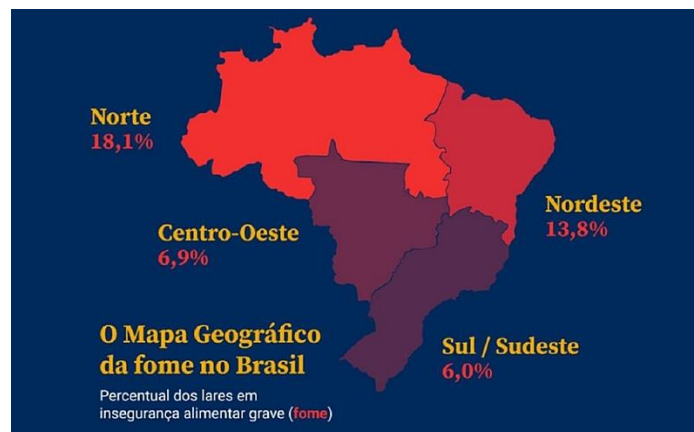 Norte
18,1%
Nordeste
13,8%
Centro-Oeste
6,9%
Sul / Sudeste
6,0%
O Mapa Geográfico
da fome no Brasil
Percentual dos lares em
insegurança alimentar grave (fome)